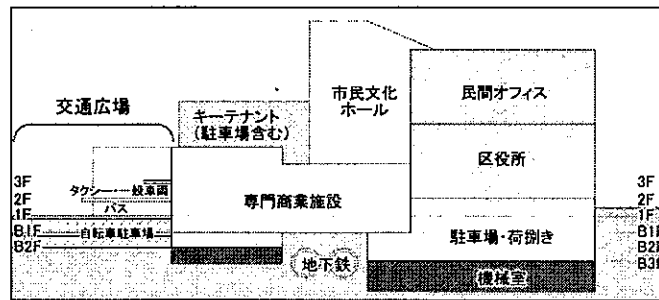 市民文化
ホール
民間オフィス
交通広場
キーテナント
(駐車場含む)
区役所
3F
タクシー・一般車両
2F
バス
1F
専門商業施設
B1F
自転車駐車場
B2F
地下鉄
駐車場・荷捌き
機械室
3F
2F
1F
B1F
B2F
B3F